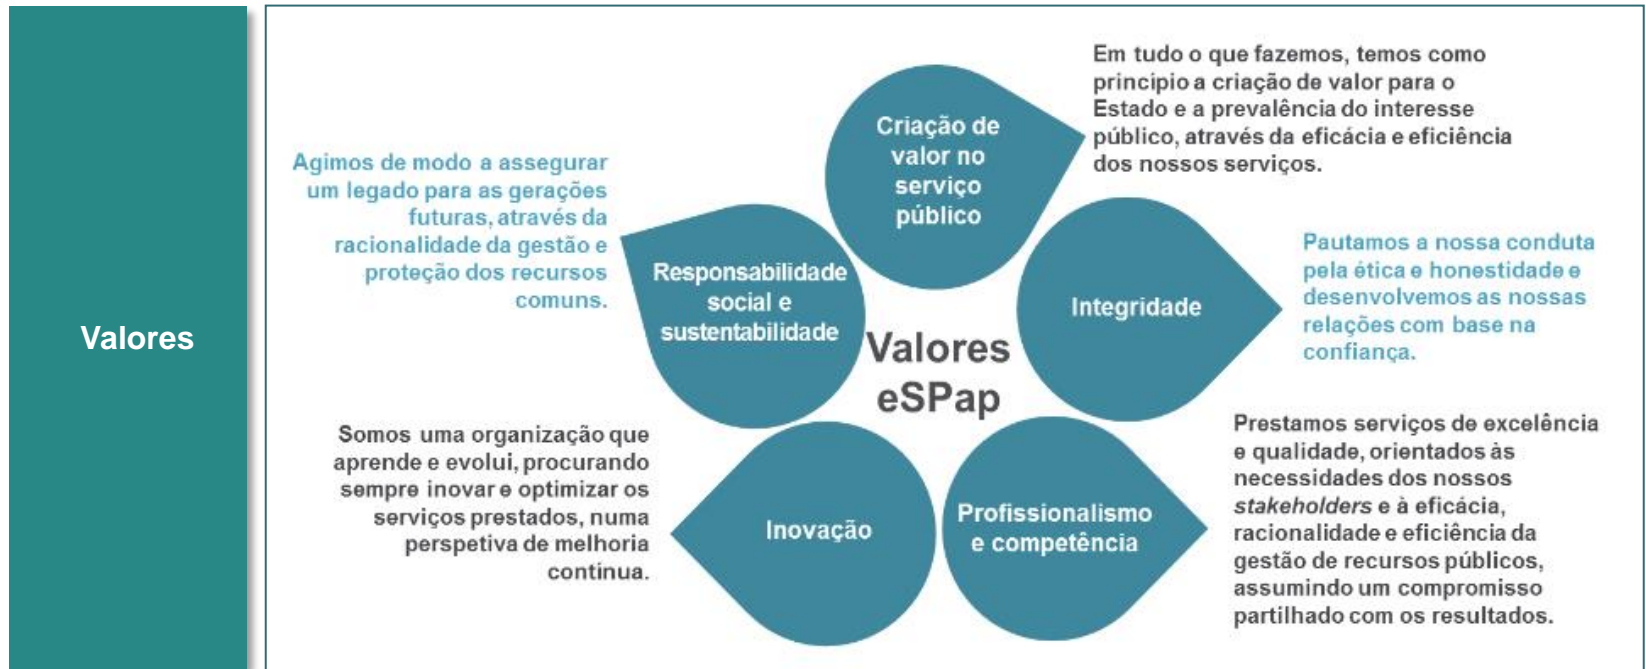 Valores
Criação de
valor no
serviço
público
Em tudo o que fazemos, temos como
princípio a criação de valor para o
Estado e a prevalência do interesse
público, através da eficácia e eficiência
dos nossos serviços.
Integridade
Pautamos a nossa conduta
pela ética e honestidade e
desenvolvemos as nossas
relações com base na
confiança.
Profissionalismo
e competência
Prestamos serviços de excelência
e qualidade, orientados às
necessidades dos nossos
stakeholders e à eficácia,
racionalidade e eficiência da
gestão de recursos públicos,
assumindo um compromisso
partilhado com os resultados.
Inovação
Somos uma organização que
aprende e evolui, procurando
sempre inovar e optimizar os
serviços prestados, numa
perspetiva de melhoria
continua.
Responsabilidade
social e
sustentabilidade
Agimos de modo a assegurar
um legado para as gerações
futuras, através da
racionalidade da gestão e
proteção dos recursos
comuns.
Valores
eSPap